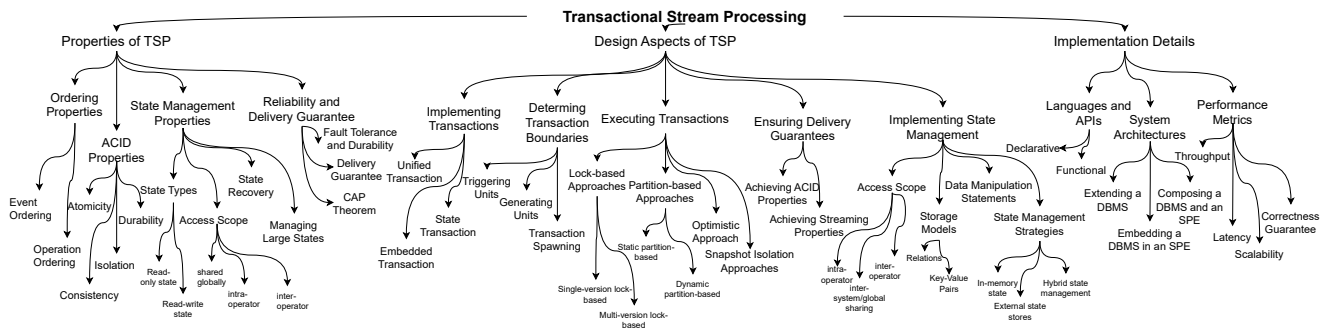 Transactional Stream Processing
Properties of TSP
Design Aspects of TSP
Implementation Details
Ordering
Properties
ACID
Properties
State Management
Properties
Reliability and
Delivery Guarantee
Event
Ordering
Operation
Ordering
Atomicity
Consistency
Isolation
Durability
State Types
Read-
only state
Read-write
state
Access Scope
shared
globally
intra-
operator
inter-
operator
State
Recovery
Managing
Large States
Fault Tolerance
and Durability
Delivery
Guarantee
CAP
Theorem
Implementing
Transactions
Determing
Transaction
Boundaries
Executing Transactions
Ensuring Delivery
Guarantees
Implementing State
Management
Unified
Transaction
Embedded
Transaction
State
Transaction
Triggering
Units
Generating
Units
Transaction
Spawning
Lock-based
Approaches
Single-version lock-
based
Multi-version lock-
based
Partition-based
Approaches
Static partition-
based
Dynamic
partition-based
Optimistic
Approach
Snapshot Isolation
Approaches
Achieving ACID
Properties
Achieving Streaming
Properties
Access Scope
intra-
operator
inter-
system/global
sharing
inter-
operator
Storage
Models
Relations
Key-Value
Pairs
Data Manipulation
Statements
State Management
Strategies
In-memory
state
External state
stores
Hybrid state
management
Languages and
APIs
System
Architectures
Performance
Metrics
Declarative
Functional
Extending a
DBMS
Embedding a
DBMS in an SPE
Composing a
DBMS and an
SPE
Throughput
Latency
Scalability
Correctness
Guarantee